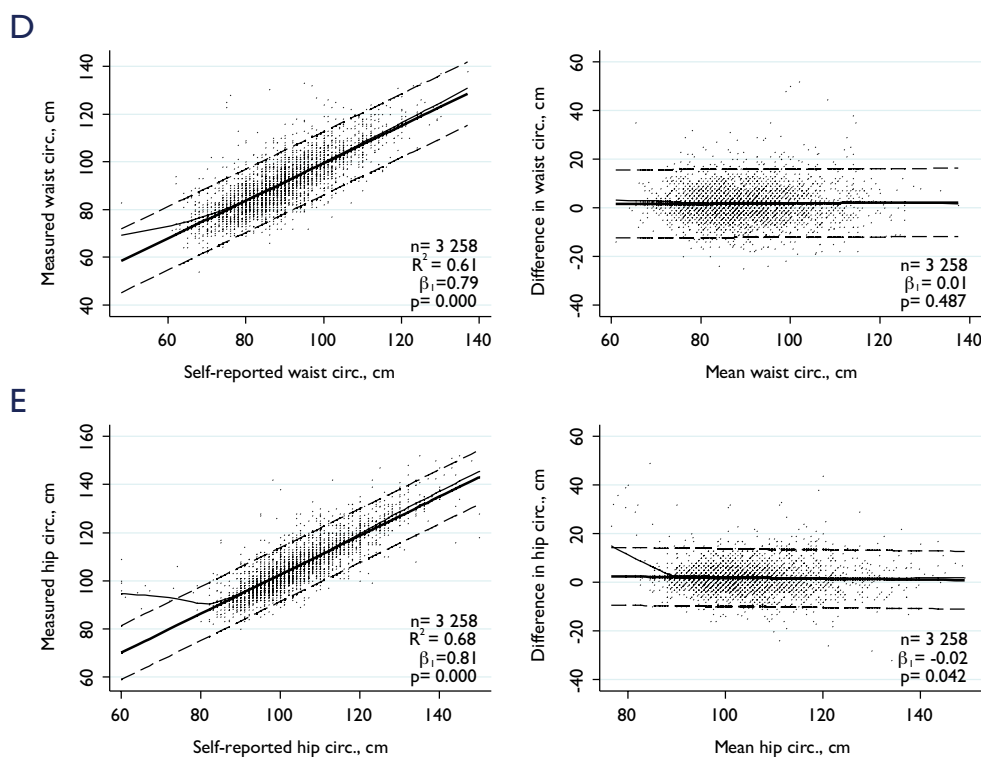 D
Measured waist circ., cm
140
120
100
80
60
40
n= 3 258
R² = 0.61
β₁=0.79
p= 0.000
60 80 100 120 140
Self-reported waist circ., cm
Difference in waist circ., cm
60
40
20
0
-20
-40
n= 3 258
β₁= 0.01
p= 0.487
60 80 100 120 140
Mean waist circ., cm
E
Measured hip circ., cm
160
140
120
100
80
60
n= 3 258
R² = 0.68
β₁=0.81
p= 0.000
60 80 100 120 140
Self-reported hip circ., cm
Difference in hip circ., cm
60
40
20
0
-20
-40
n= 3 258
β₁= -0.02
p= 0.042
80 100 120 140
Mean hip circ., cm